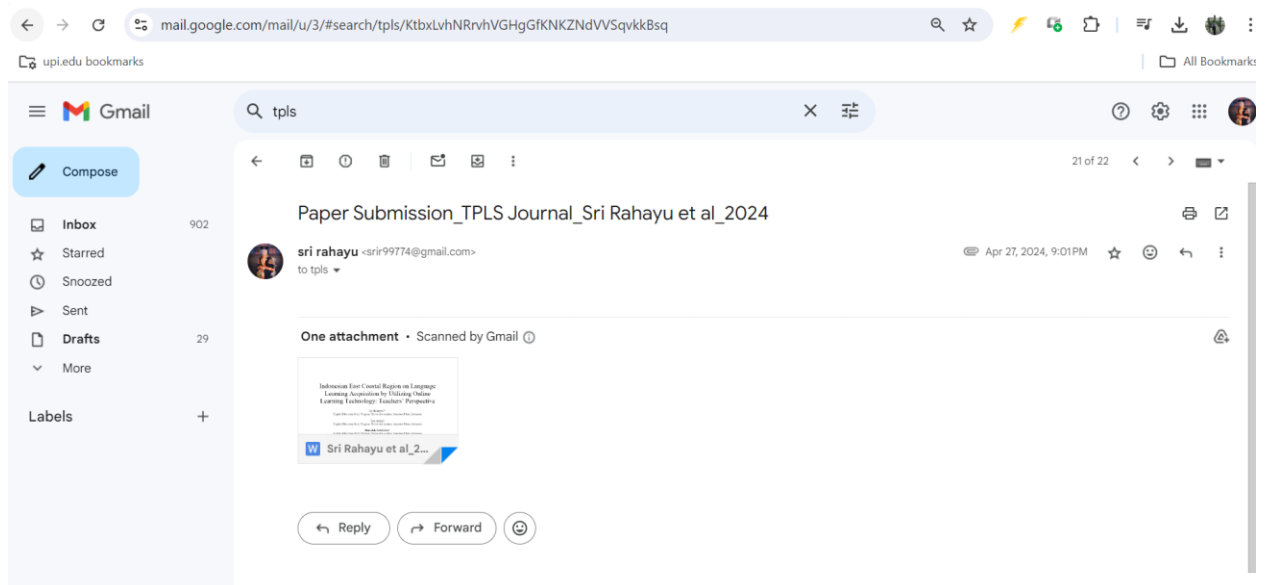 mail.google.com/mail/u/3/#search/tpls/KtbxLvhNRrvhVGHgGfKNKZNdVVSqvkkBsq
upi.edu bookmarks
All Bookmarks
Gmail
tpls
Compose
21 of 22
Paper Submission_TPLS Journal_Sri Rahayu et al_2024
Inbox 902
sri rahayu <srir99774@gmail.com>
Apr 27, 2024, 9:01 PM
to tpls
Starred
Snoozed
Sent
Drafts 29
More
Labels
One attachment • Scanned by Gmail
Indonesian East Coastal Region on Language
Learning Acquisition by Utilizing Online
Learning Technology: Teachers' Perspective
W Sri Rahayu et al_2...
Reply
Forward